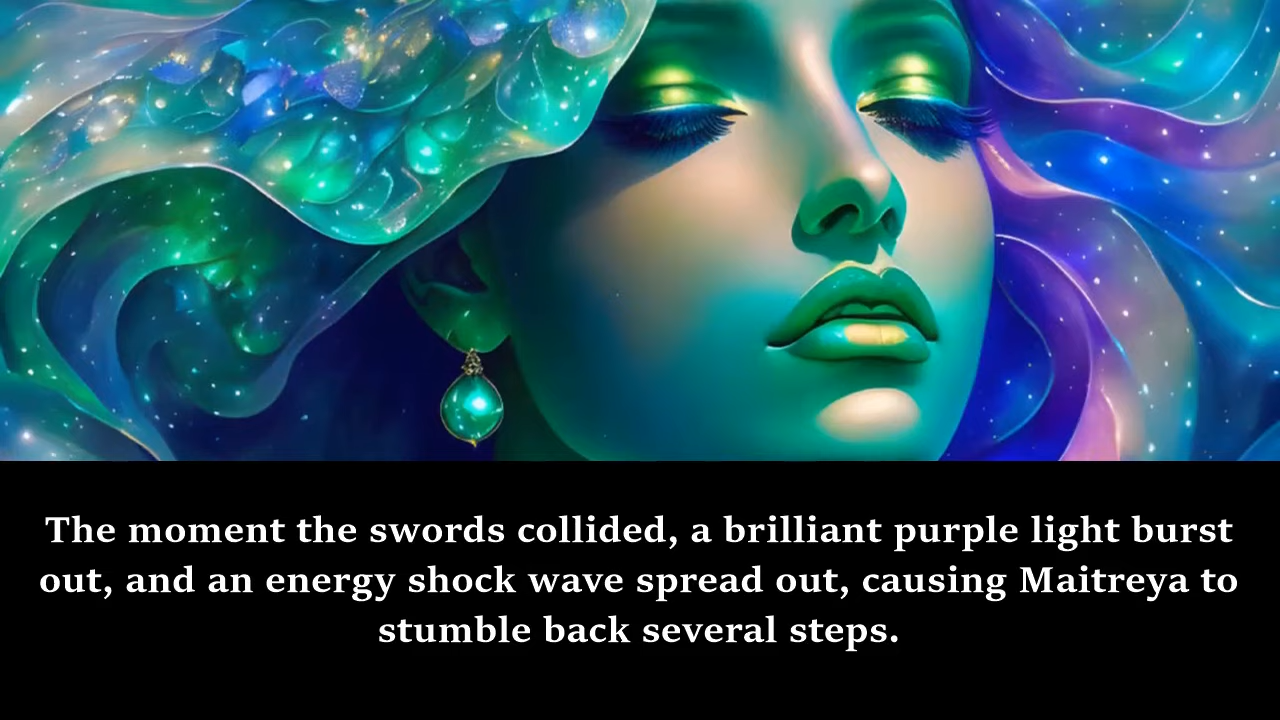 The moment the swords collided, a brilliant purple light burst
out, and an energy shock wave spread out, causing Maitreya to
stumble back several steps.